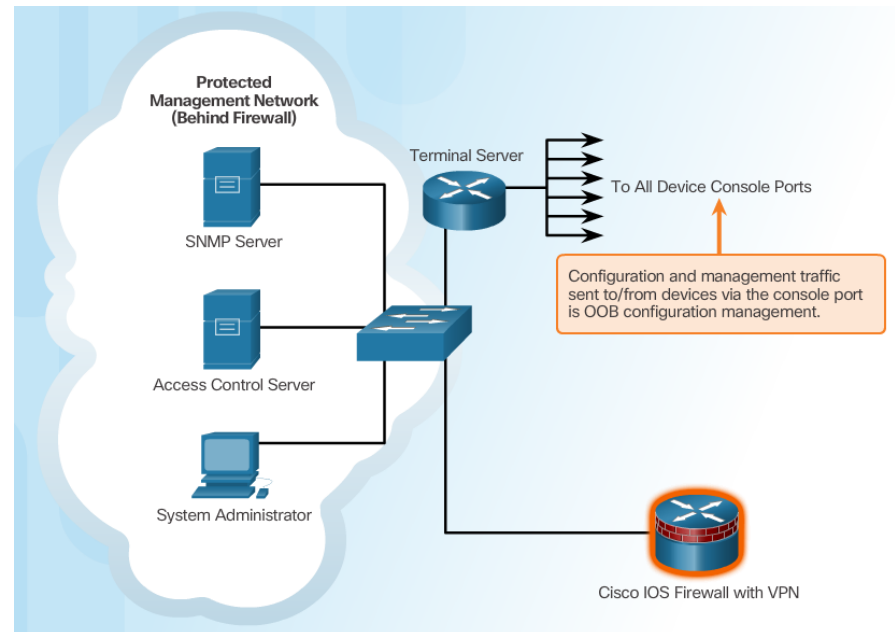 Protected
Management Network
(Behind Firewall)
SNMP Server
Access Control Server
System Administrator
Terminal Server
To All Device Console Ports
Configuration and management traffic
sent to/from devices via the console port
is OOB configuration management.
Cisco IOS Firewall with VPN